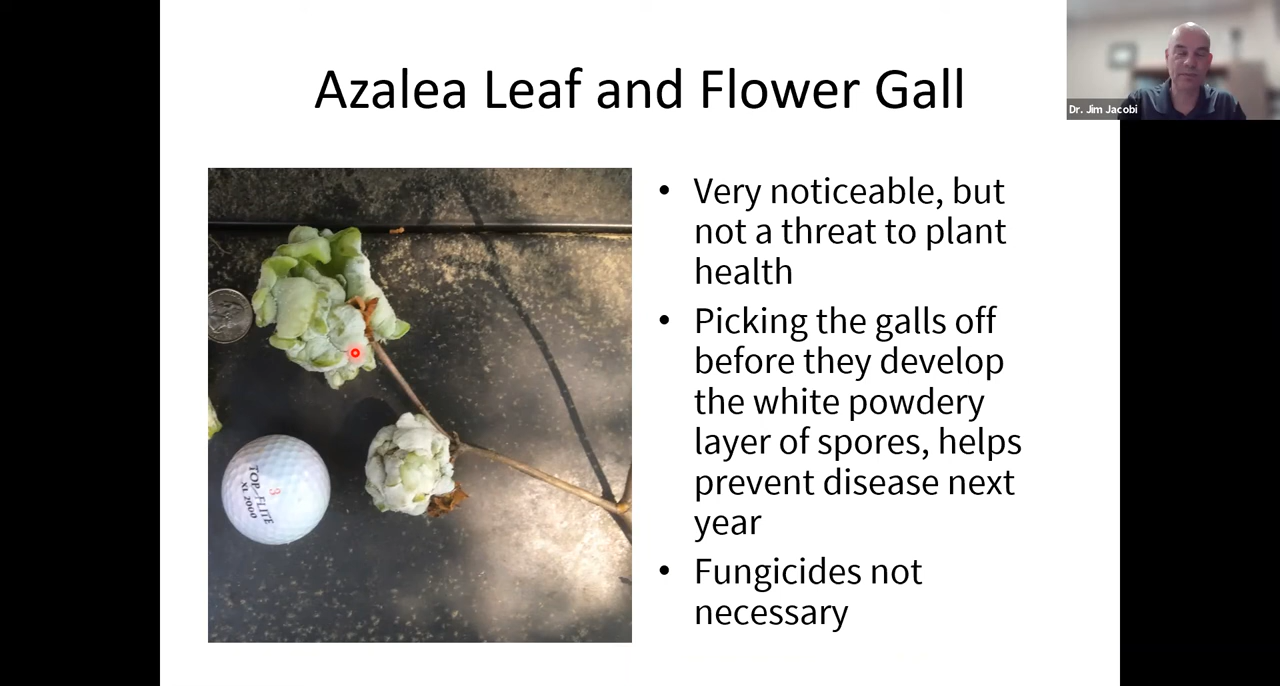 Azalea Leaf and Flower Gall
Dr. Jim Jacobi
• Very noticeable, but
not a threat to plant
health
• Picking the galls off
before they develop
the white powdery
layer of spores, helps
prevent disease next
year
• Fungicides not
necessary
3
TOP FLITE
XL 2000